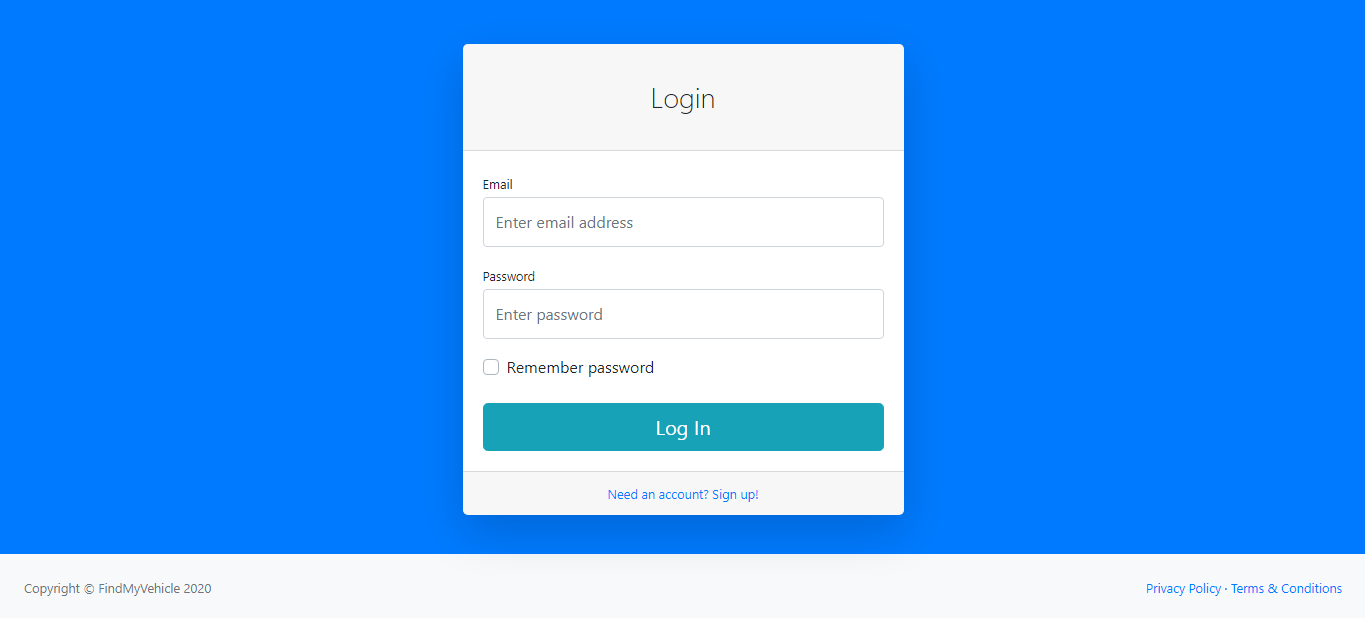 Login
Email
Enter email address
Password
Enter password
Remember password
Log In
Need an account? Sign up!
Copyright © FindMyVehicle 2020
Privacy Policy · Terms & Conditions